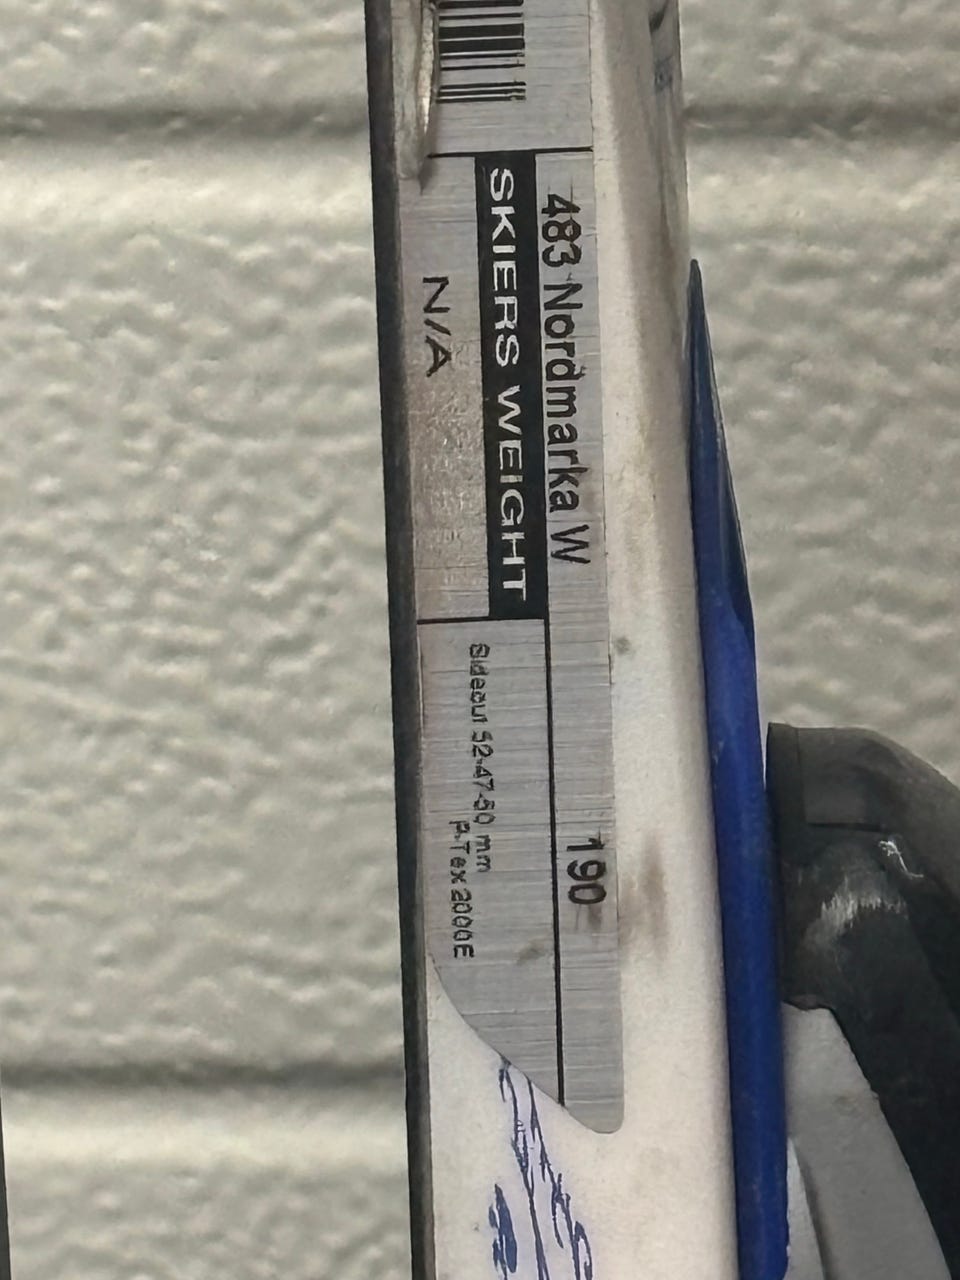 483 Nordmarka W
190
SKIERS WEIGHT
N/A
Sidecut 52-47-50 mm
P-Tex 2000E